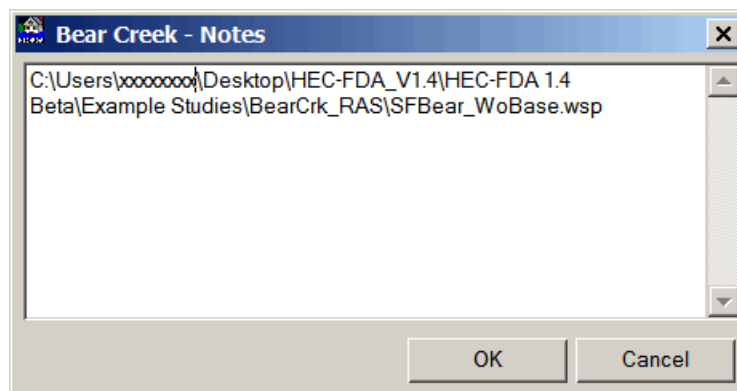 Bear Creek - Notes
C:\Users\xxxxxxxx\Desktop\HEC-FDA_V1.4\HEC-FDA 1.4
Beta\Example Studies\BearCrk_RAS\SFBear_WoBase.wsp
OK
Cancel